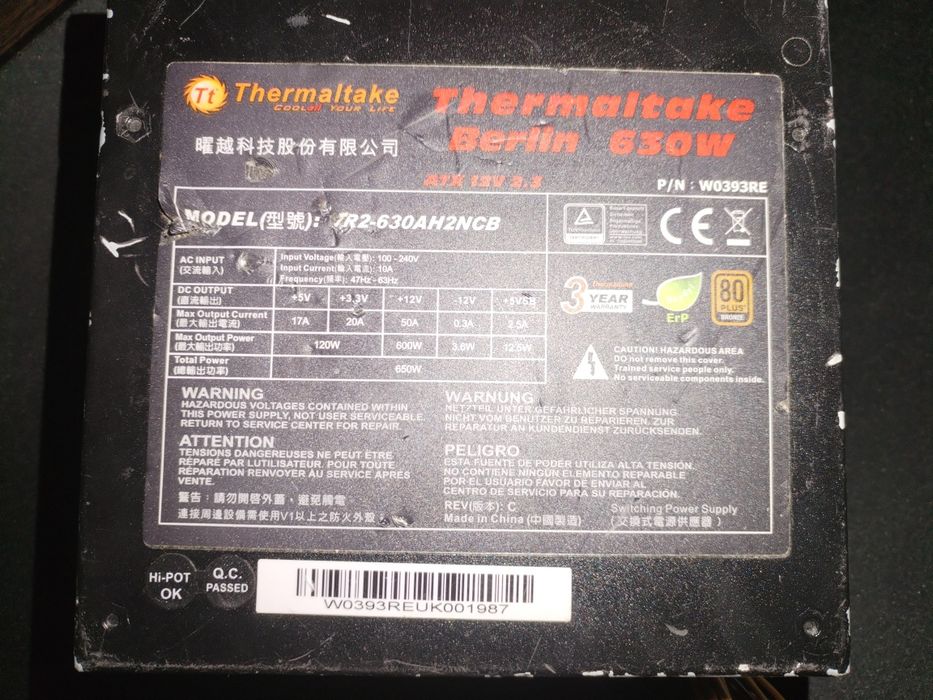 Tt Thermaltake
COOLall YOUR LIFE
曜越科技股份有限公司
Thermaltake
Berlin 630W
ATX 12V 2.3
P/N : W0393RE
MODEL(型號): TR2-630AH2NCB
AC INPUT
(交流輸入)
Input Voltage(輸入電壓): 100 - 240V
Input Current(輸入電流): 10A
Frequency(頻率): 47Hz - 63Hz
DC OUTPUT
(直流輸出)
+5V +3.3V +12V -12V +5VSB
Max Output Current
(最大輸出電流)
17A 20A 50A 0.3A 2.5A
Max Output Power
(最大輸出功率)
120W 600W 3.6W 12.5W
Total Power
(總輸出功率)
650W
CE
Thermaltake
3 YEAR
WARRANTY
ErP
80
PLUS
BRONZE
CAUTION! HAZARDOUS AREA
DO not remove this cover.
Trained service people only.
No serviceable components inside.
WARNING
HAZARDOUS VOLTAGES CONTAINED WITHIN
THIS POWER SUPPLY, NOT USER SERVICEABLE.
RETURN TO SERVICE CENTER FOR REPAIR.
ATTENTION
TENSIONS DANGEREUSES NE PEUT ÊTRE
RÉPARÉ PAR LUTILISATEUR. POUR TOUTE
RÉPARATION RENVOYER AU SERVICE APRÈS
VENTE.
警告: 請勿開啓外蓋, 避免觸電
連接周邊設備需使用V1以上之防火外殼
WARNUNG
NETZTEIL UNTER GEFÄHRLICHER SPANNUNG
NICHT VOM BENUTZER ZU REPARIEREN. ZUR
REPARATUR AN KUNDENDIENST ZURÜCKSENDEN.
PELIGRO
ESTA FUENTE DE PODER UTILIZA ALTA TENSIÓN.
NO CONTIENE NINGÚN ELEMENTO REPARABLE
POR EL USUARIO FAVOR DE ENVIAR AL
CENTRO DE SERVICIO PARA SU REPARACIÓN.
REV(版本): C
Made in China (中國製造)
Switching Power Supply
(交換式電源供應器)
Hi-POT
OK
Q.C.
PASSED
W0393REUK001987